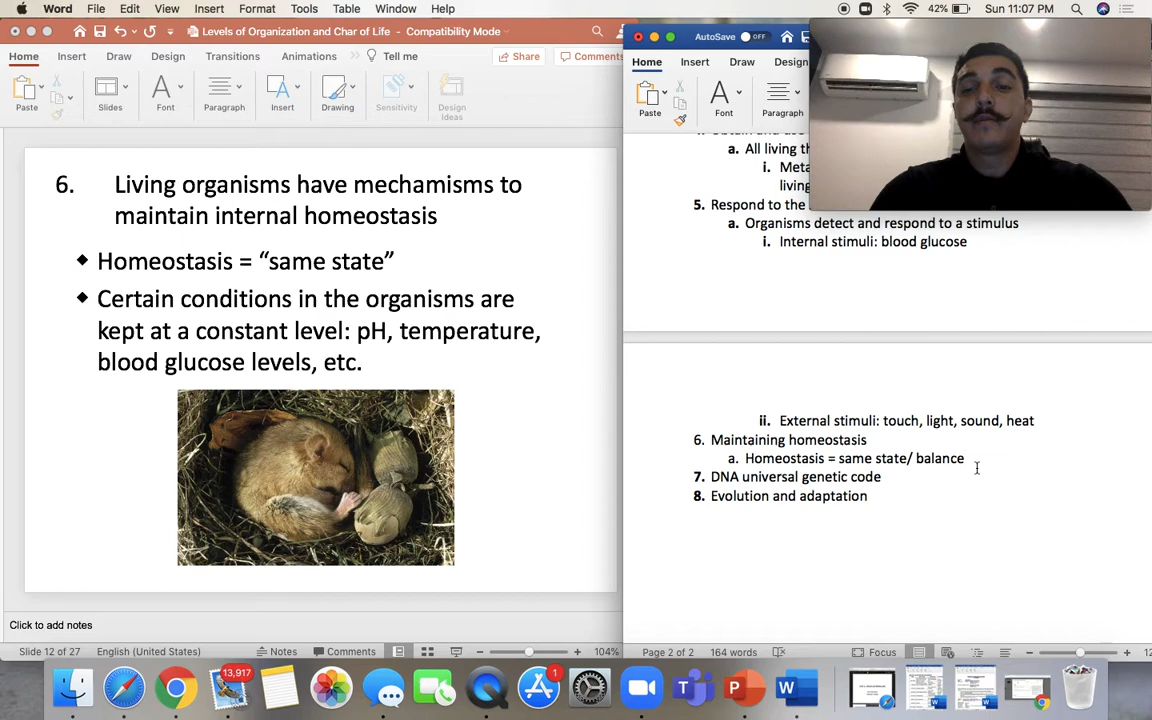 Word File Edit View Insert Format Tools Table Window Help 42% Sun 11:07 PM
Levels of Organization and Char of Life - Compatibility Mode
Home Insert Draw Design Transitions Animations >> Tell me Share Comments
Paste Slides Font Paragraph Insert Drawing Sensitivity Design Ideas
6. Living organisms have mechamisms to
maintain internal homeostasis
Homeostasis = “same state”
Certain conditions in the organisms are
kept at a constant level: pH, temperature,
blood glucose levels, etc.
Click to add notes
Slide 12 of 27 English (United States) Notes Comments 104%
AutoSave OFF
Home Insert Draw Design
Paste Font Paragraph
a. All living
i.
living
5. Respond to the
a. Organisms detect and respond to a stimulus
i. Internal stimuli: blood glucose
ii. External stimuli: touch, light, sound, heat
6. Maintaining homeostasis
a. Homeostasis = same state/ balance
7. DNA universal genetic code
8. Evolution and adaptation
Page 2 of 2 164 words Focus
13,917
1